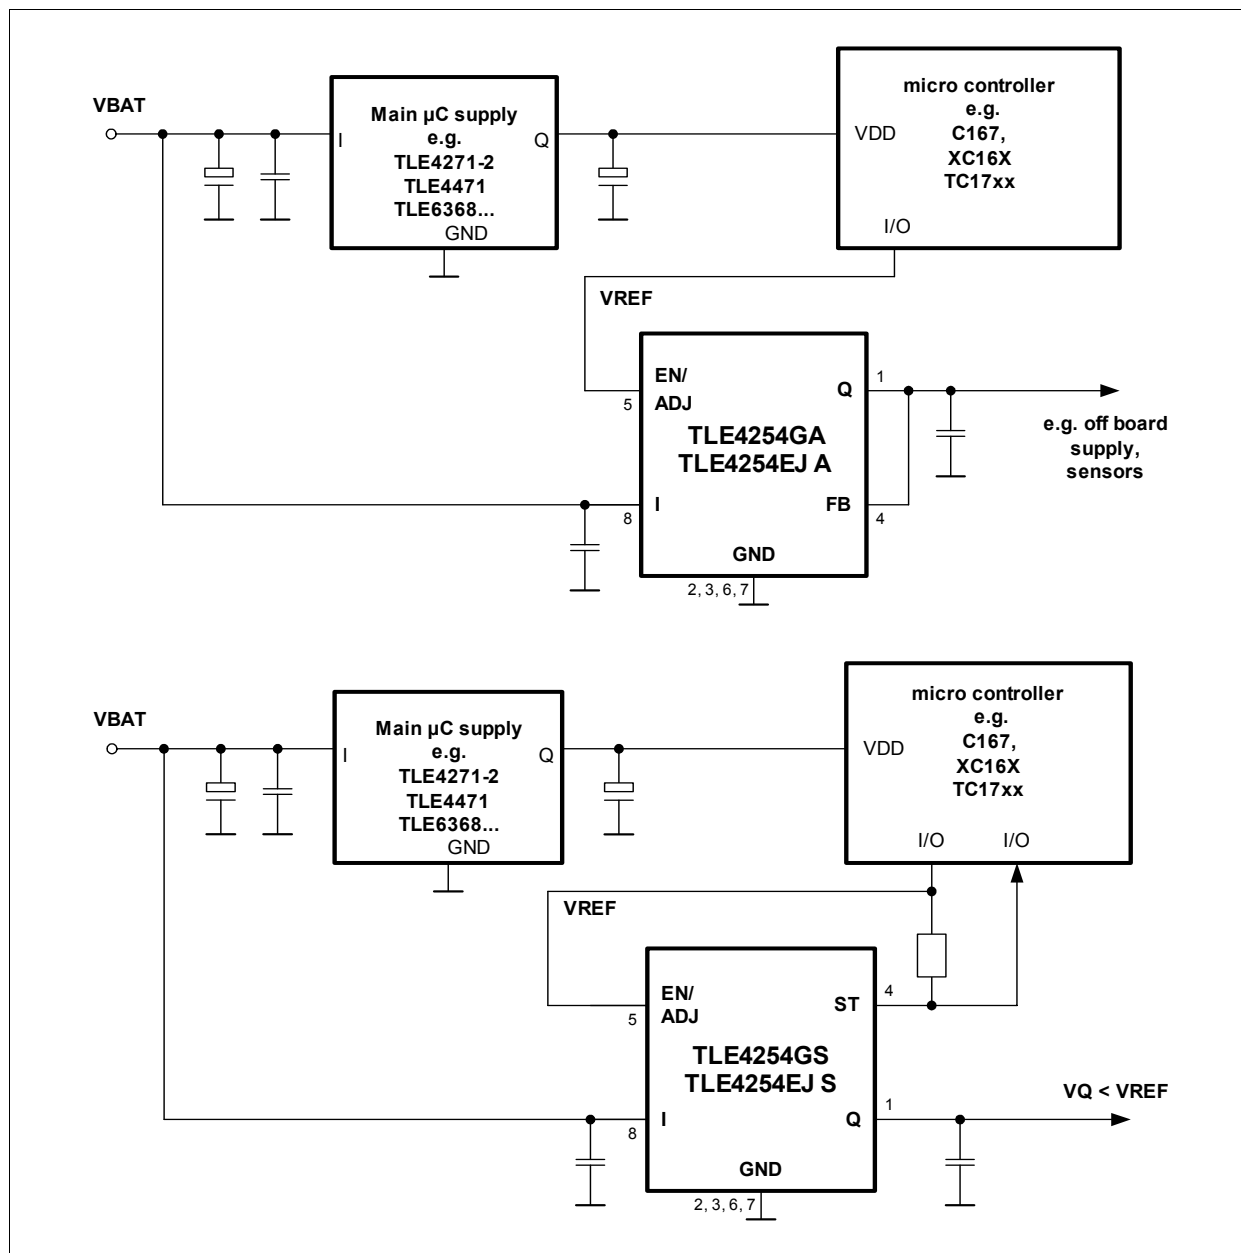 VBAT
I
Main µC supply
e.g.
TLE4271-2
TLE4471
TLE6368...
GND
Q
micro controller
e.g.
C167,
XC16X
TC17xx
VDD
I/O
VREF
EN/
ADJ
5
Q
1
TLE4254GA
TLE4254EJ A
I
8
FB
4
GND
2, 3, 6, 7
e.g. off board
supply,
sensors
VBAT
I
Main µC supply
e.g.
TLE4271-2
TLE4471
TLE6368...
GND
Q
micro controller
e.g.
C167,
XC16X
TC17xx
VDD
I/O
I/O
VREF
EN/
ADJ
5
ST
4
TLE4254GS
TLE4254EJ S
I
8
Q
1
GND
2, 3, 6, 7
VQ < VREF